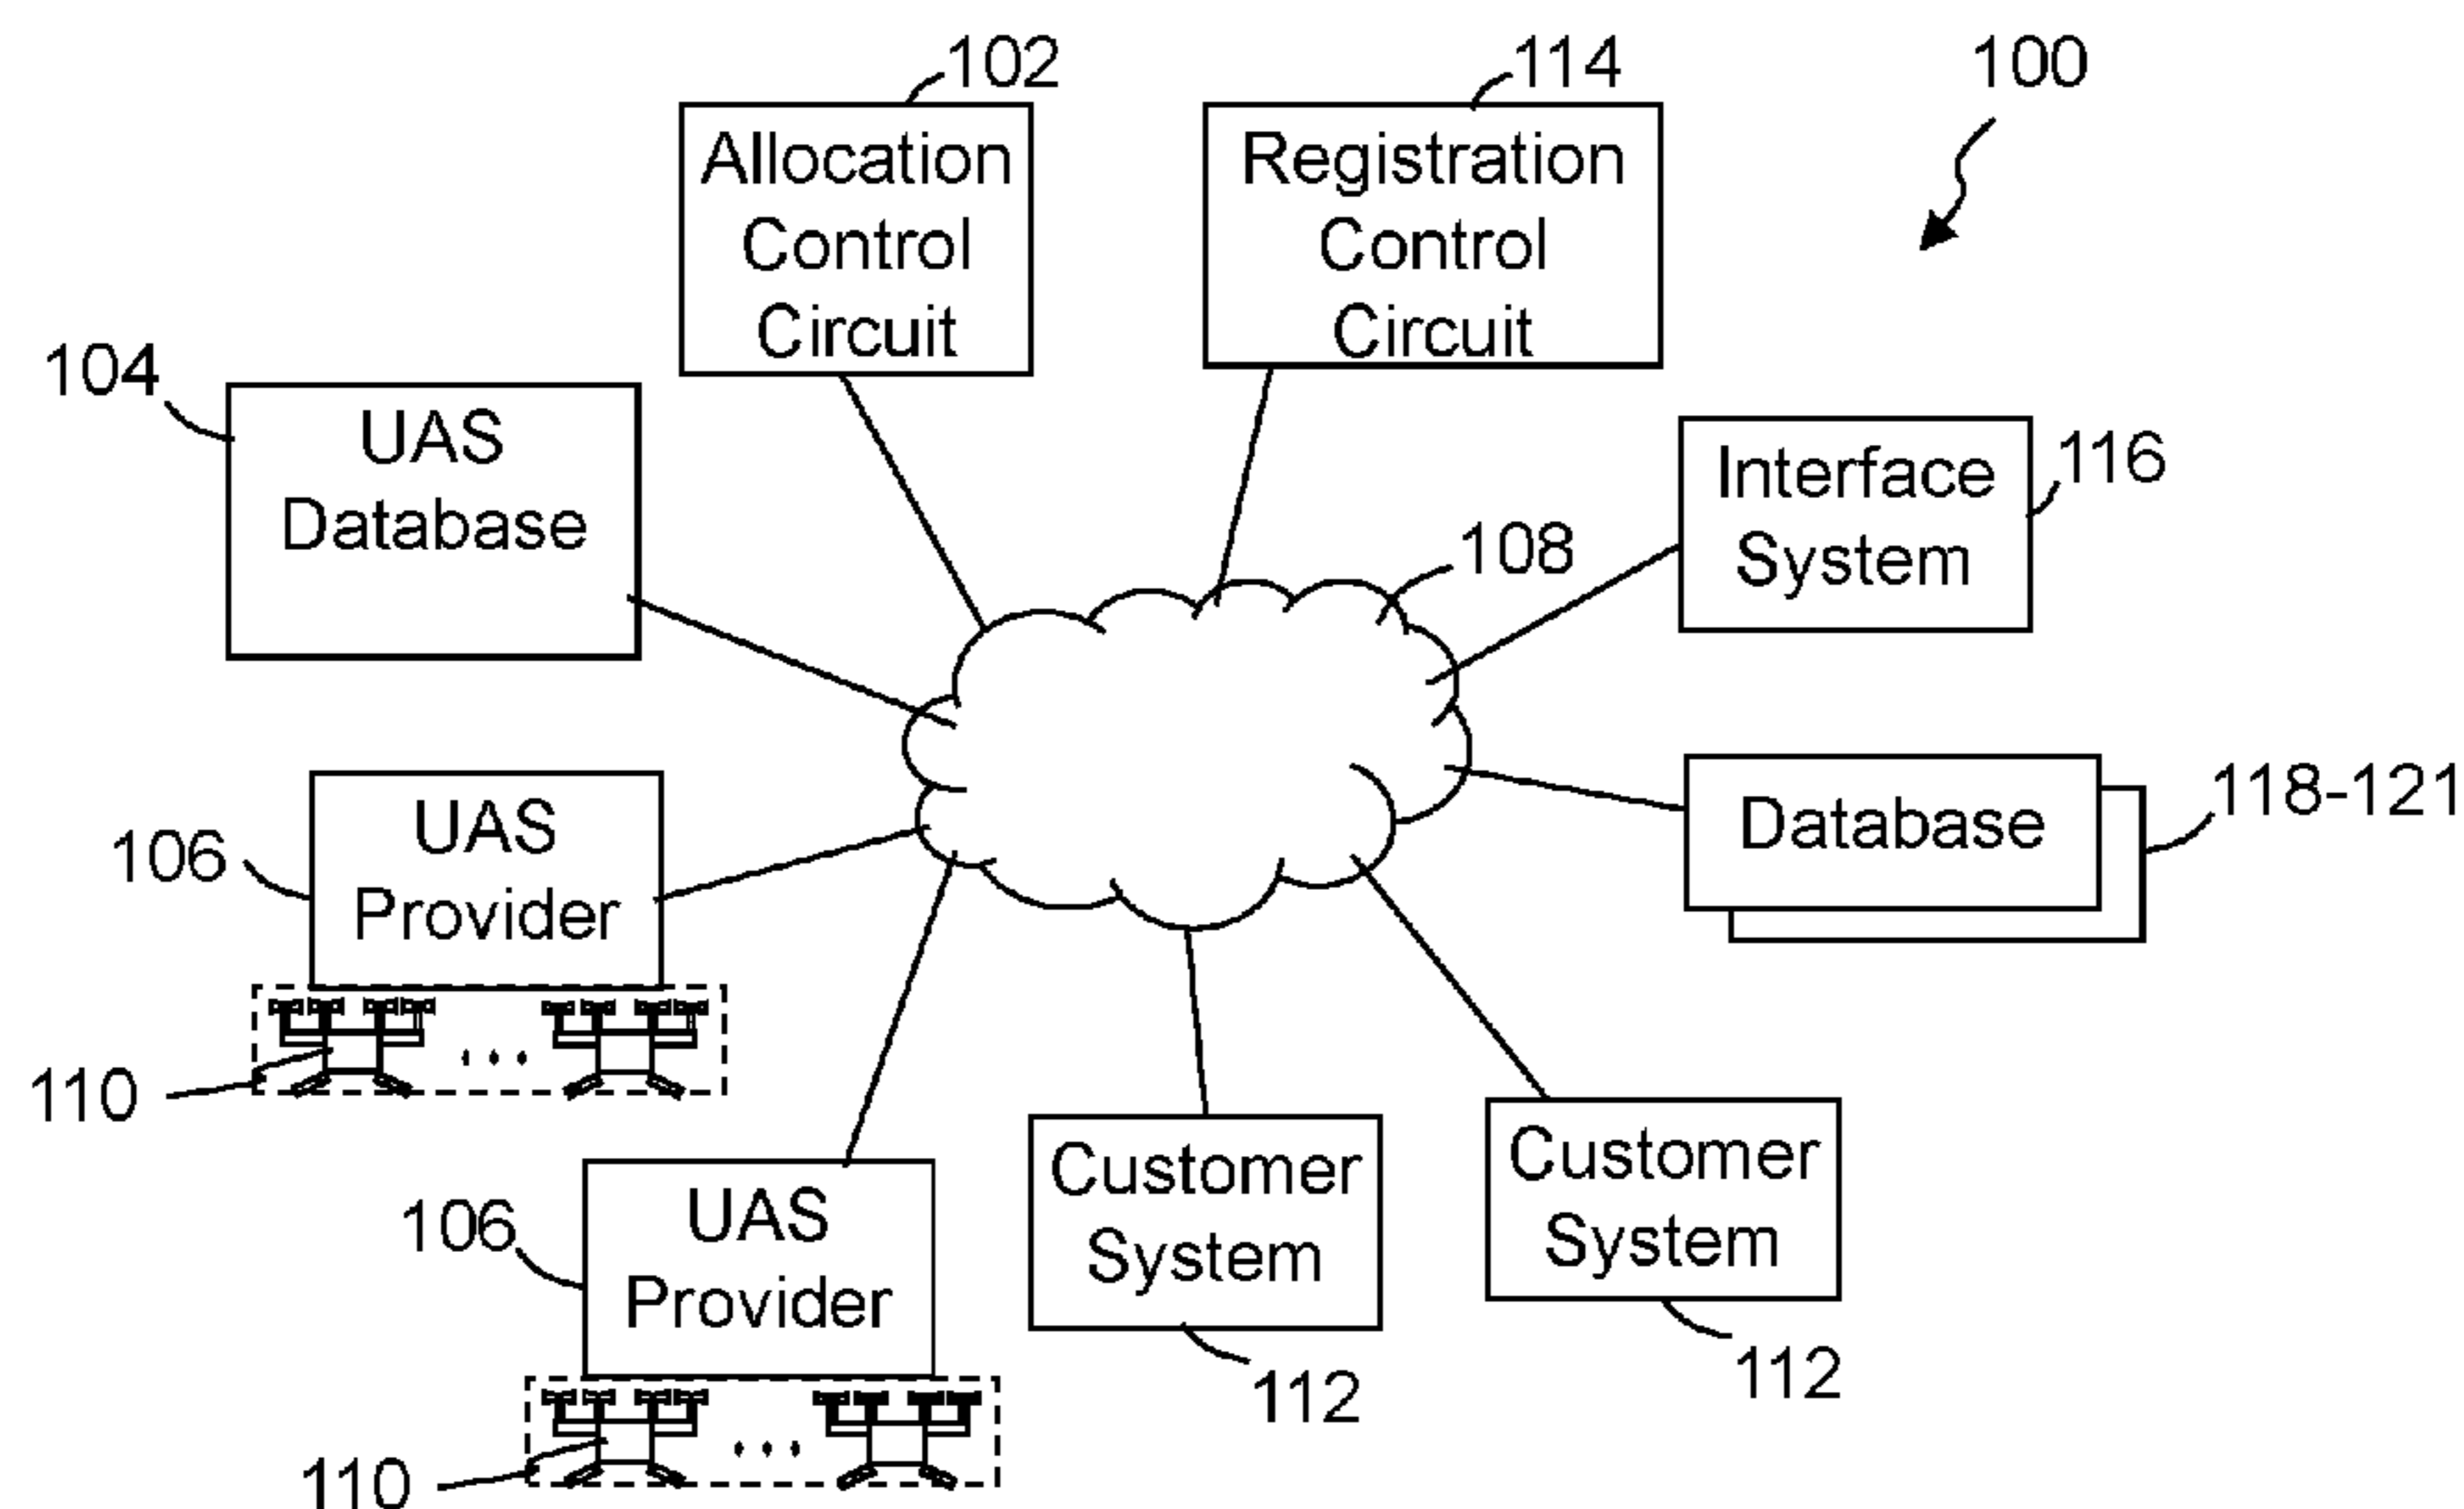 102
114
100
Allocation
Control
Circuit
Registration
Control
Circuit
104
UAS
Database
Interface
System
116
108
UAS
Provider
106
Database
118-121
110
UAS
Provider
106
Customer
System
112
Customer
System
112
110